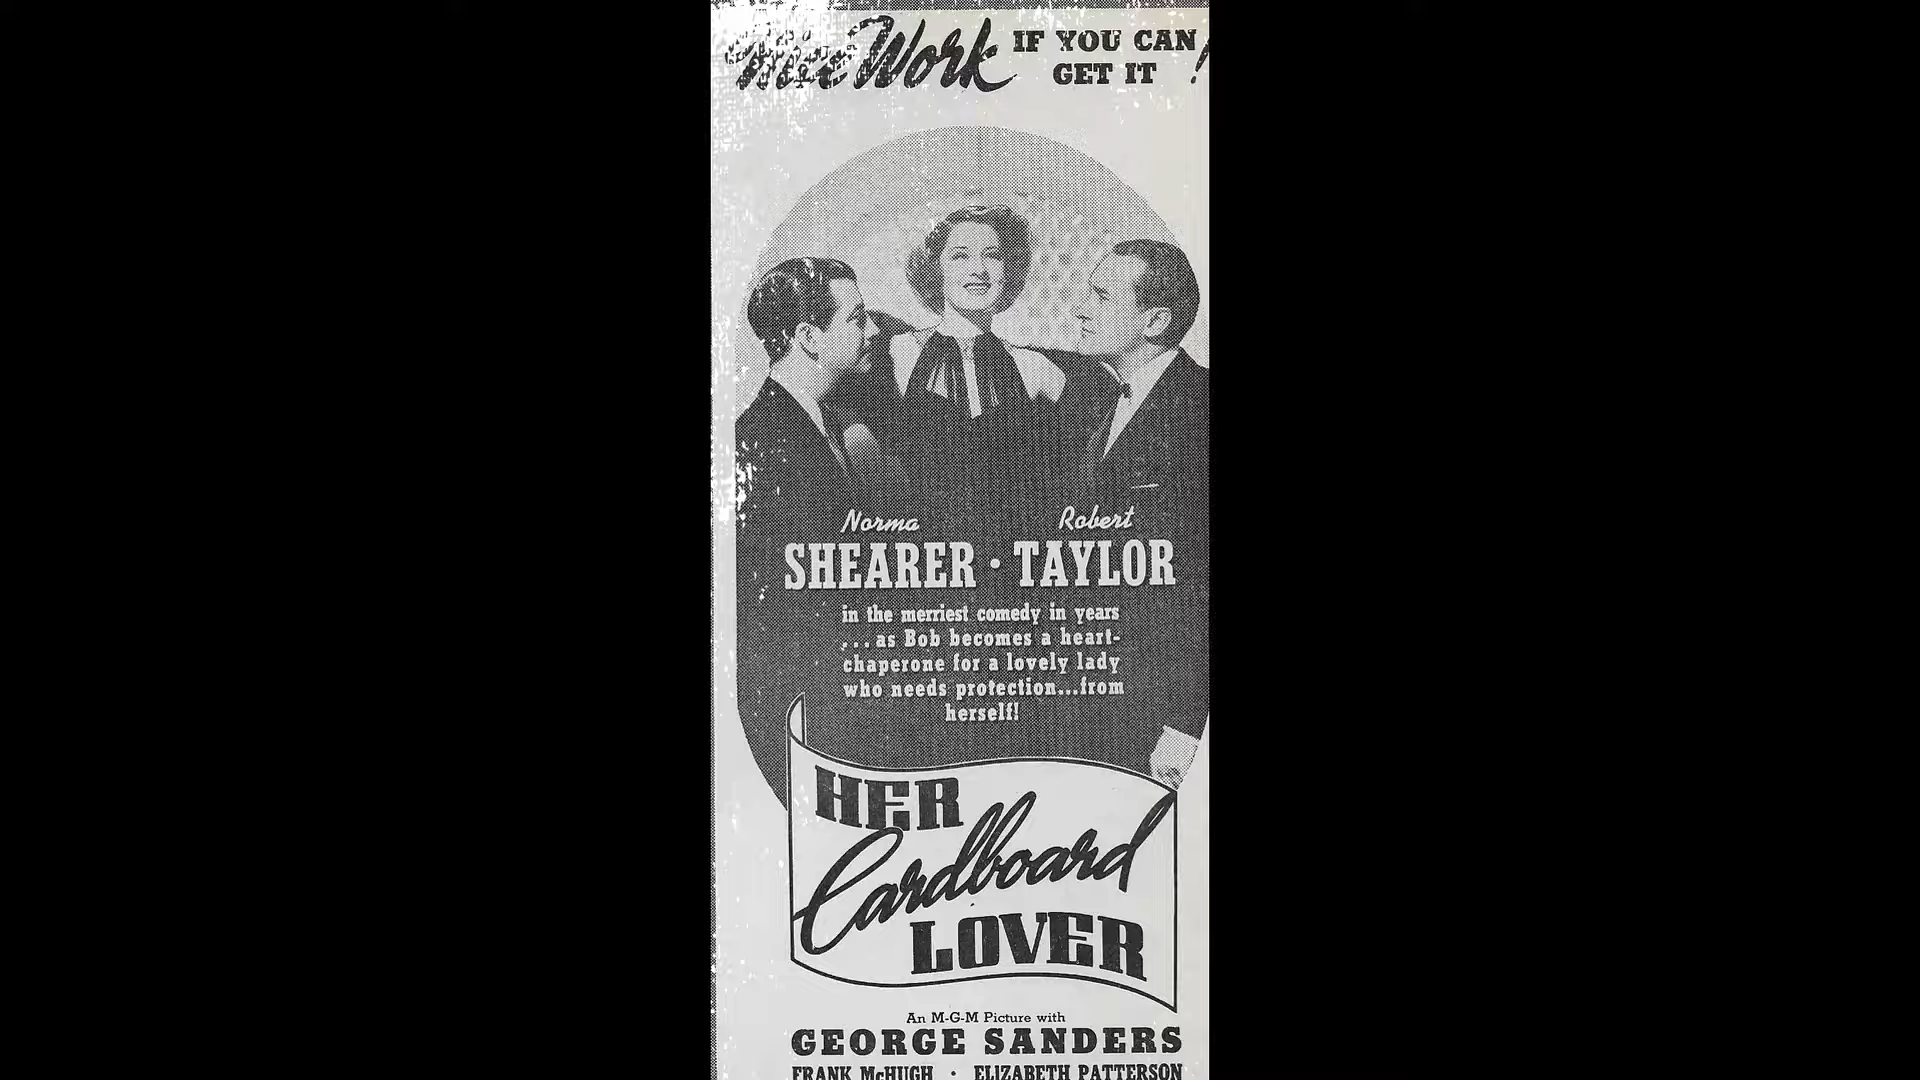 Nice Work IF YOU CAN
GET IT!
Norma Robert
SHEARER • TAYLOR
in the merriest comedy in years
... as Bob becomes a heart-
chaperone for a lovely lady
who needs protection...from
herself!
HER
Cardboard
LOVER
An M-G-M Picture with
GEORGE SANDERS
FRANK McHUGH • ELIZABETH PATTERSON